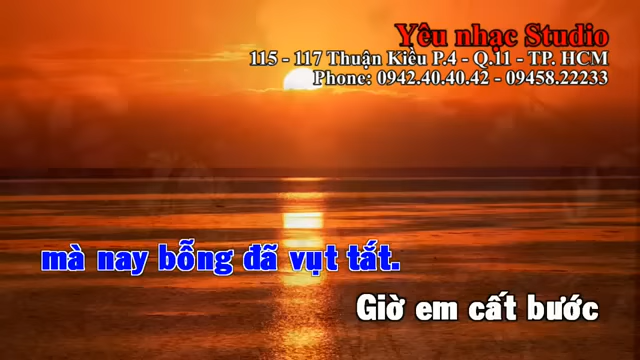 Yêu nhạc Studio
115 - 117 Thuận Kiều P.4 - Q.11 - TP. HCM
Phone: 0942.40.40.42 - 09458.22233
mà nay bỗng đã vụt tắt.
Giờ em cất bước